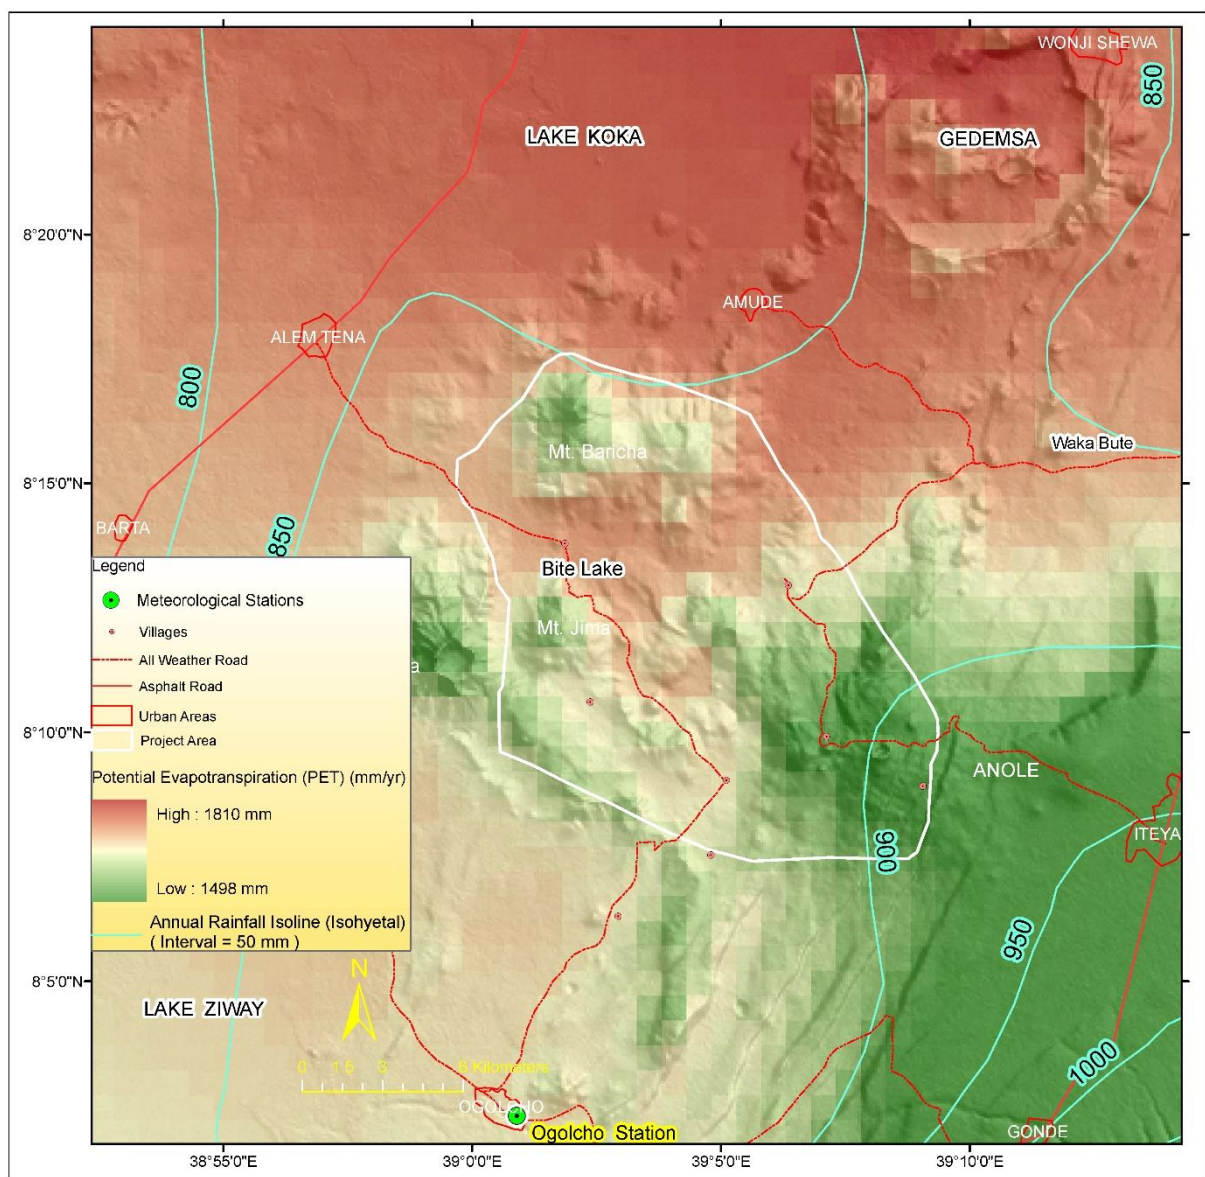 WONJI SHEWA
850
LAKE KOKA
GEDEMSA
8°20'0"N
AMUDE
ALEM TENA
800
Waka Bute
Mt. Baricha
8°15'0"N
BARTA
850
Bite Lake
Legend
Meteorological Stations
Villages
All Weather Road
Asphalt Road
Urban Areas
Project Area
Potential Evapotranspiration (PET) (mm/yr)
High : 1810 mm
Low : 1498 mm
Annual Rainfall Isoline (Isohyetal)
( Interval = 50 mm )
Mt. Jima
a
8°10'0"N
ANOLE
ITEYA
900
950
8°5'0"N
N
LAKE ZIWAY
0 1.5 3 6 Kilometers
1000
OGOLCHO
Ogolcho Station
GONDE
38°55'0"E
39°0'0"E
39°5'0"E
39°10'0"E